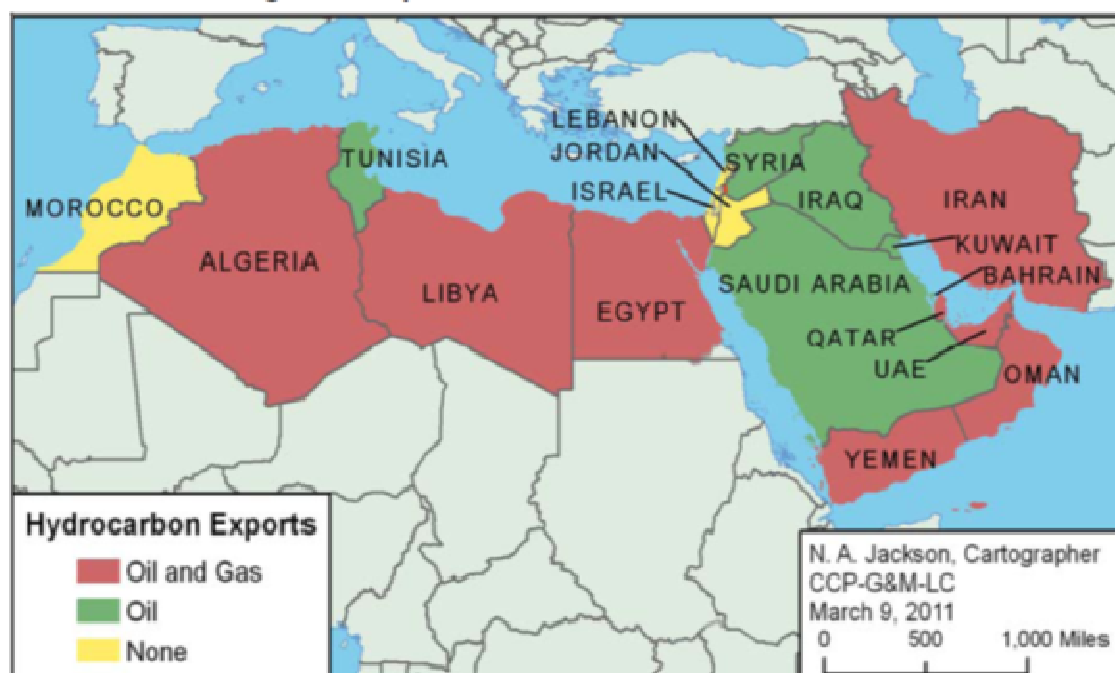 LEBANON
JORDAN
ISRAEL
SYRIA
TUNISIA
MOROCCO
IRAQ
IRAN
ALGERIA
KUWAIT
LIBYA
SAUDI ARABIA
BAHRAIN
EGYPT
QATAR
UAE
OMAN
YEMEN
Hydrocarbon Exports
Oil and Gas
Oil
None
N. A. Jackson, Cartographer
CCP-G&M-LC
March 9, 2011
0 500 1,000 Miles